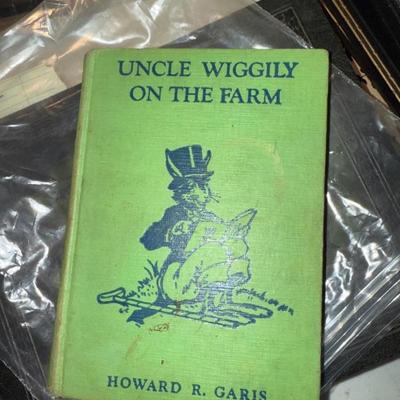 UNCLE WIGGILY
ON THE FARM
HOWARD R. GARIS